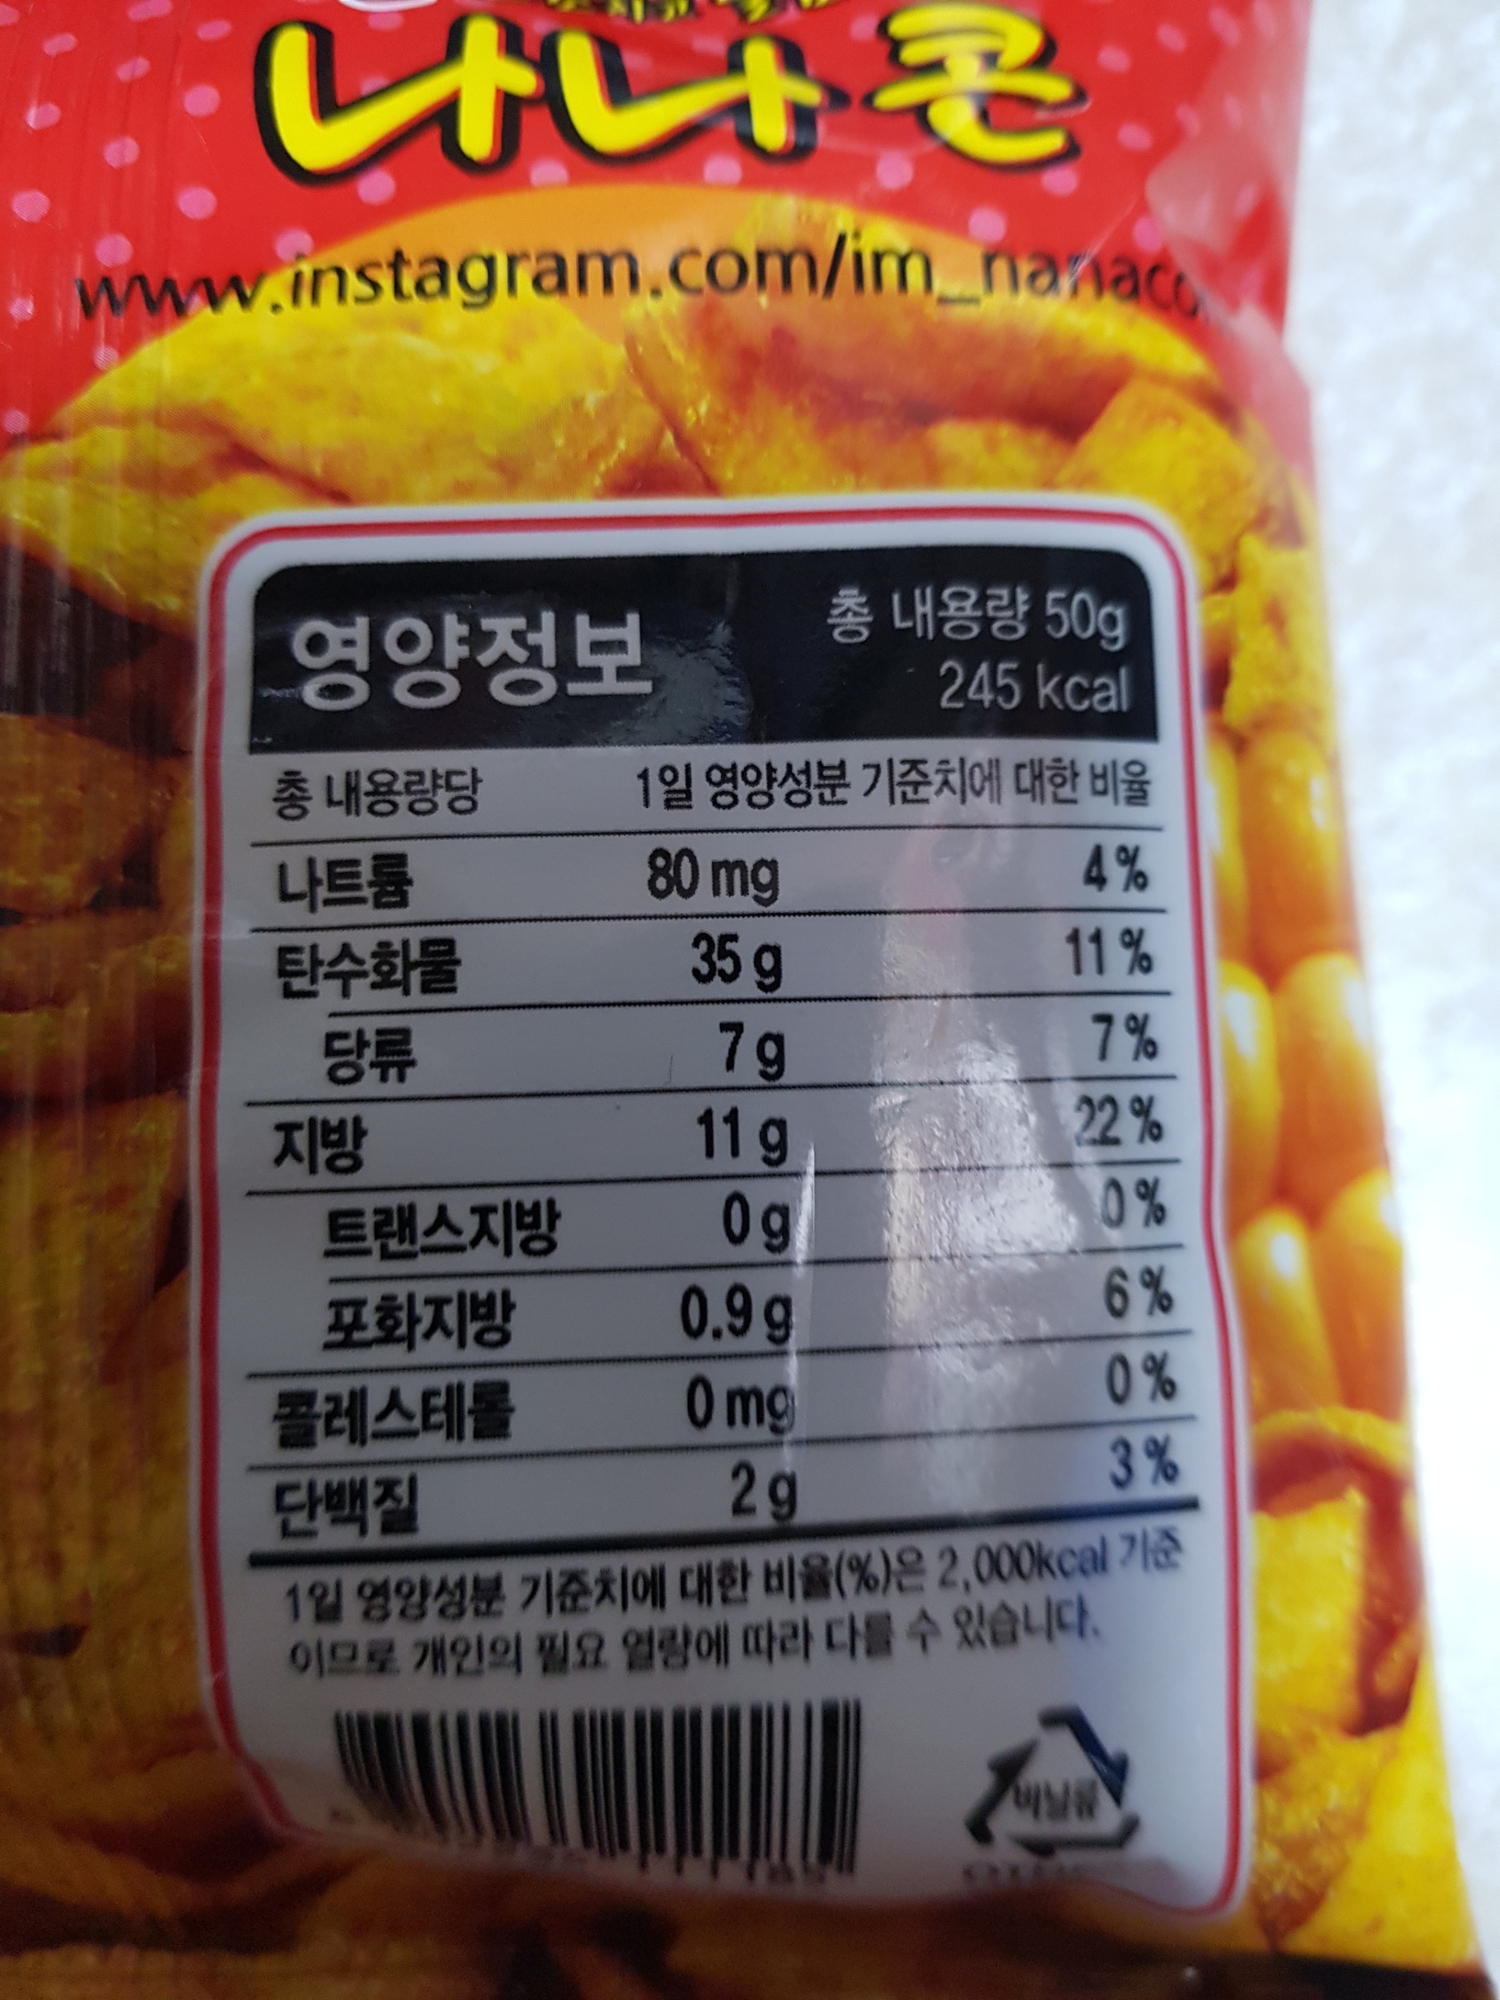 나나콘
www.instagram.com/im_nanaco
영양정보
총 내용량 50g
245 kcal
총 내용량당 1일 영양성분 기준치에 대한 비율
나트륨 80 mg 4 %
탄수화물 35 g 11 %
당류 7 g 7 %
지방 11 g 22 %
트랜스지방 0 g 0 %
포화지방 0.9 g 6 %
콜레스테롤 0 mg 0 %
단백질 2 g 3 %
1일 영양성분 기준치에 대한 비율(%)은 2,000kcal 기준
이므로 개인의 필요 열량에 따라 다를 수 있습니다.
비닐류